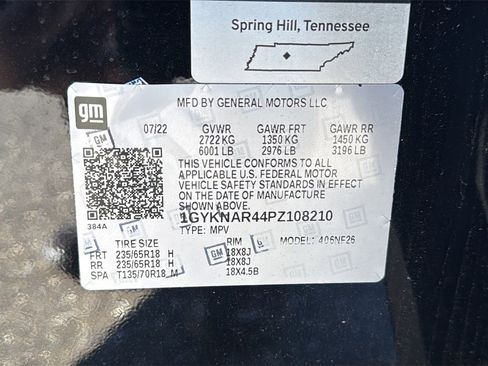 Spring Hill, Tennessee
gm
MFD BY GENERAL MOTORS LLC
07/22 GVWR GAWR FRT GAWR RR
2722 KG 1350 KG 1450 KG
6001 LB 2976 LB 3196 LB
THIS VEHICLE CONFORMS TO ALL
APPLICABLE U.S. FEDERAL MOTOR
VEHICLE SAFETY STANDARDS IN EFFECT
ON THE DATE OF MANUFACTURE
SHOWN ABOVE.
1GYKNAR44PZ108210
384A TYPE: MPV
TIRE SIZE RIM MODEL: 406NF26
FRT 235/65R18 H 18X8J
RR 235/65R18 H 18X8J
SPA T135/70R18 M 18X4.5B